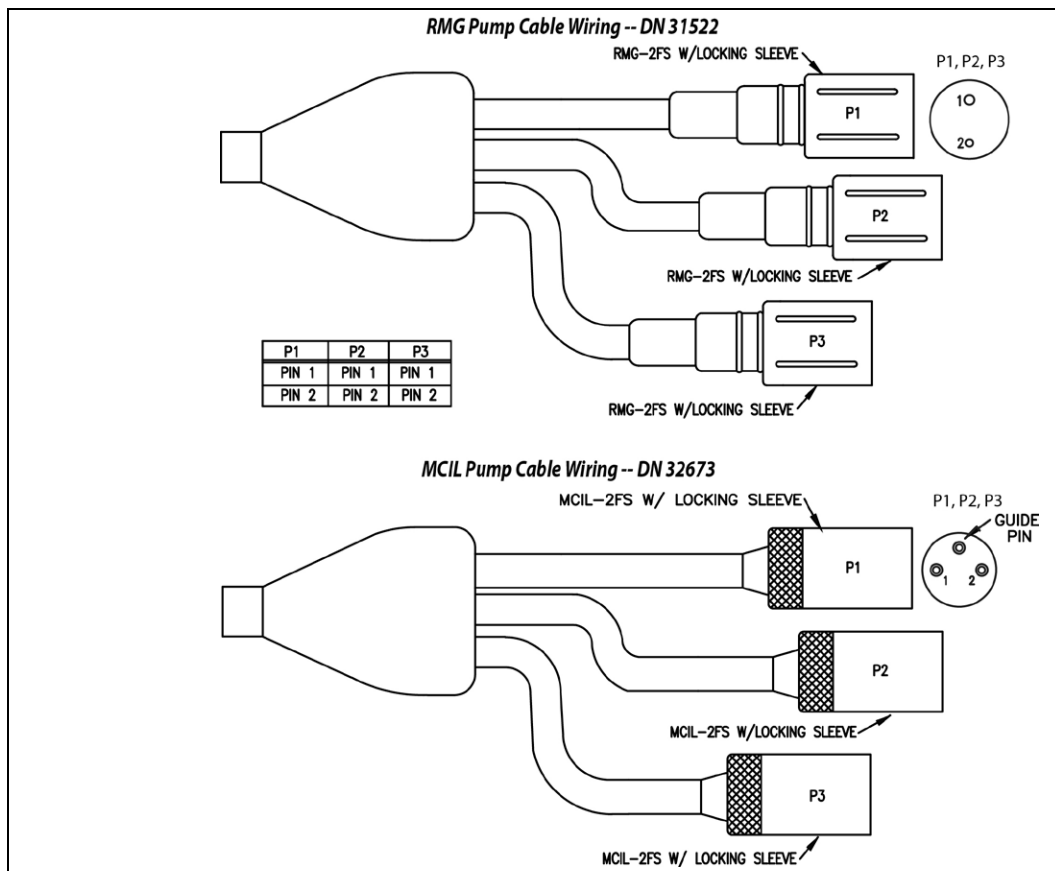 RMG Pump Cable Wiring -- DN 31522
RMG-2FS W/LOCKING SLEEVE
P1, P2, P3
1
2
P1
P2
RMG-2FS W/LOCKING SLEEVE
P3
RMG-2FS W/LOCKING SLEEVE
P1 P2 P3
PIN 1 PIN 1 PIN 1
PIN 2 PIN 2 PIN 2
MCIL Pump Cable Wiring -- DN 32673
MCIL-2FS W/ LOCKING SLEEVE
P1, P2, P3
GUIDE
PIN
1 2
P1
P2
MCIL-2FS W/LOCKING SLEEVE
P3
MCIL-2FS W/ LOCKING SLEEVE